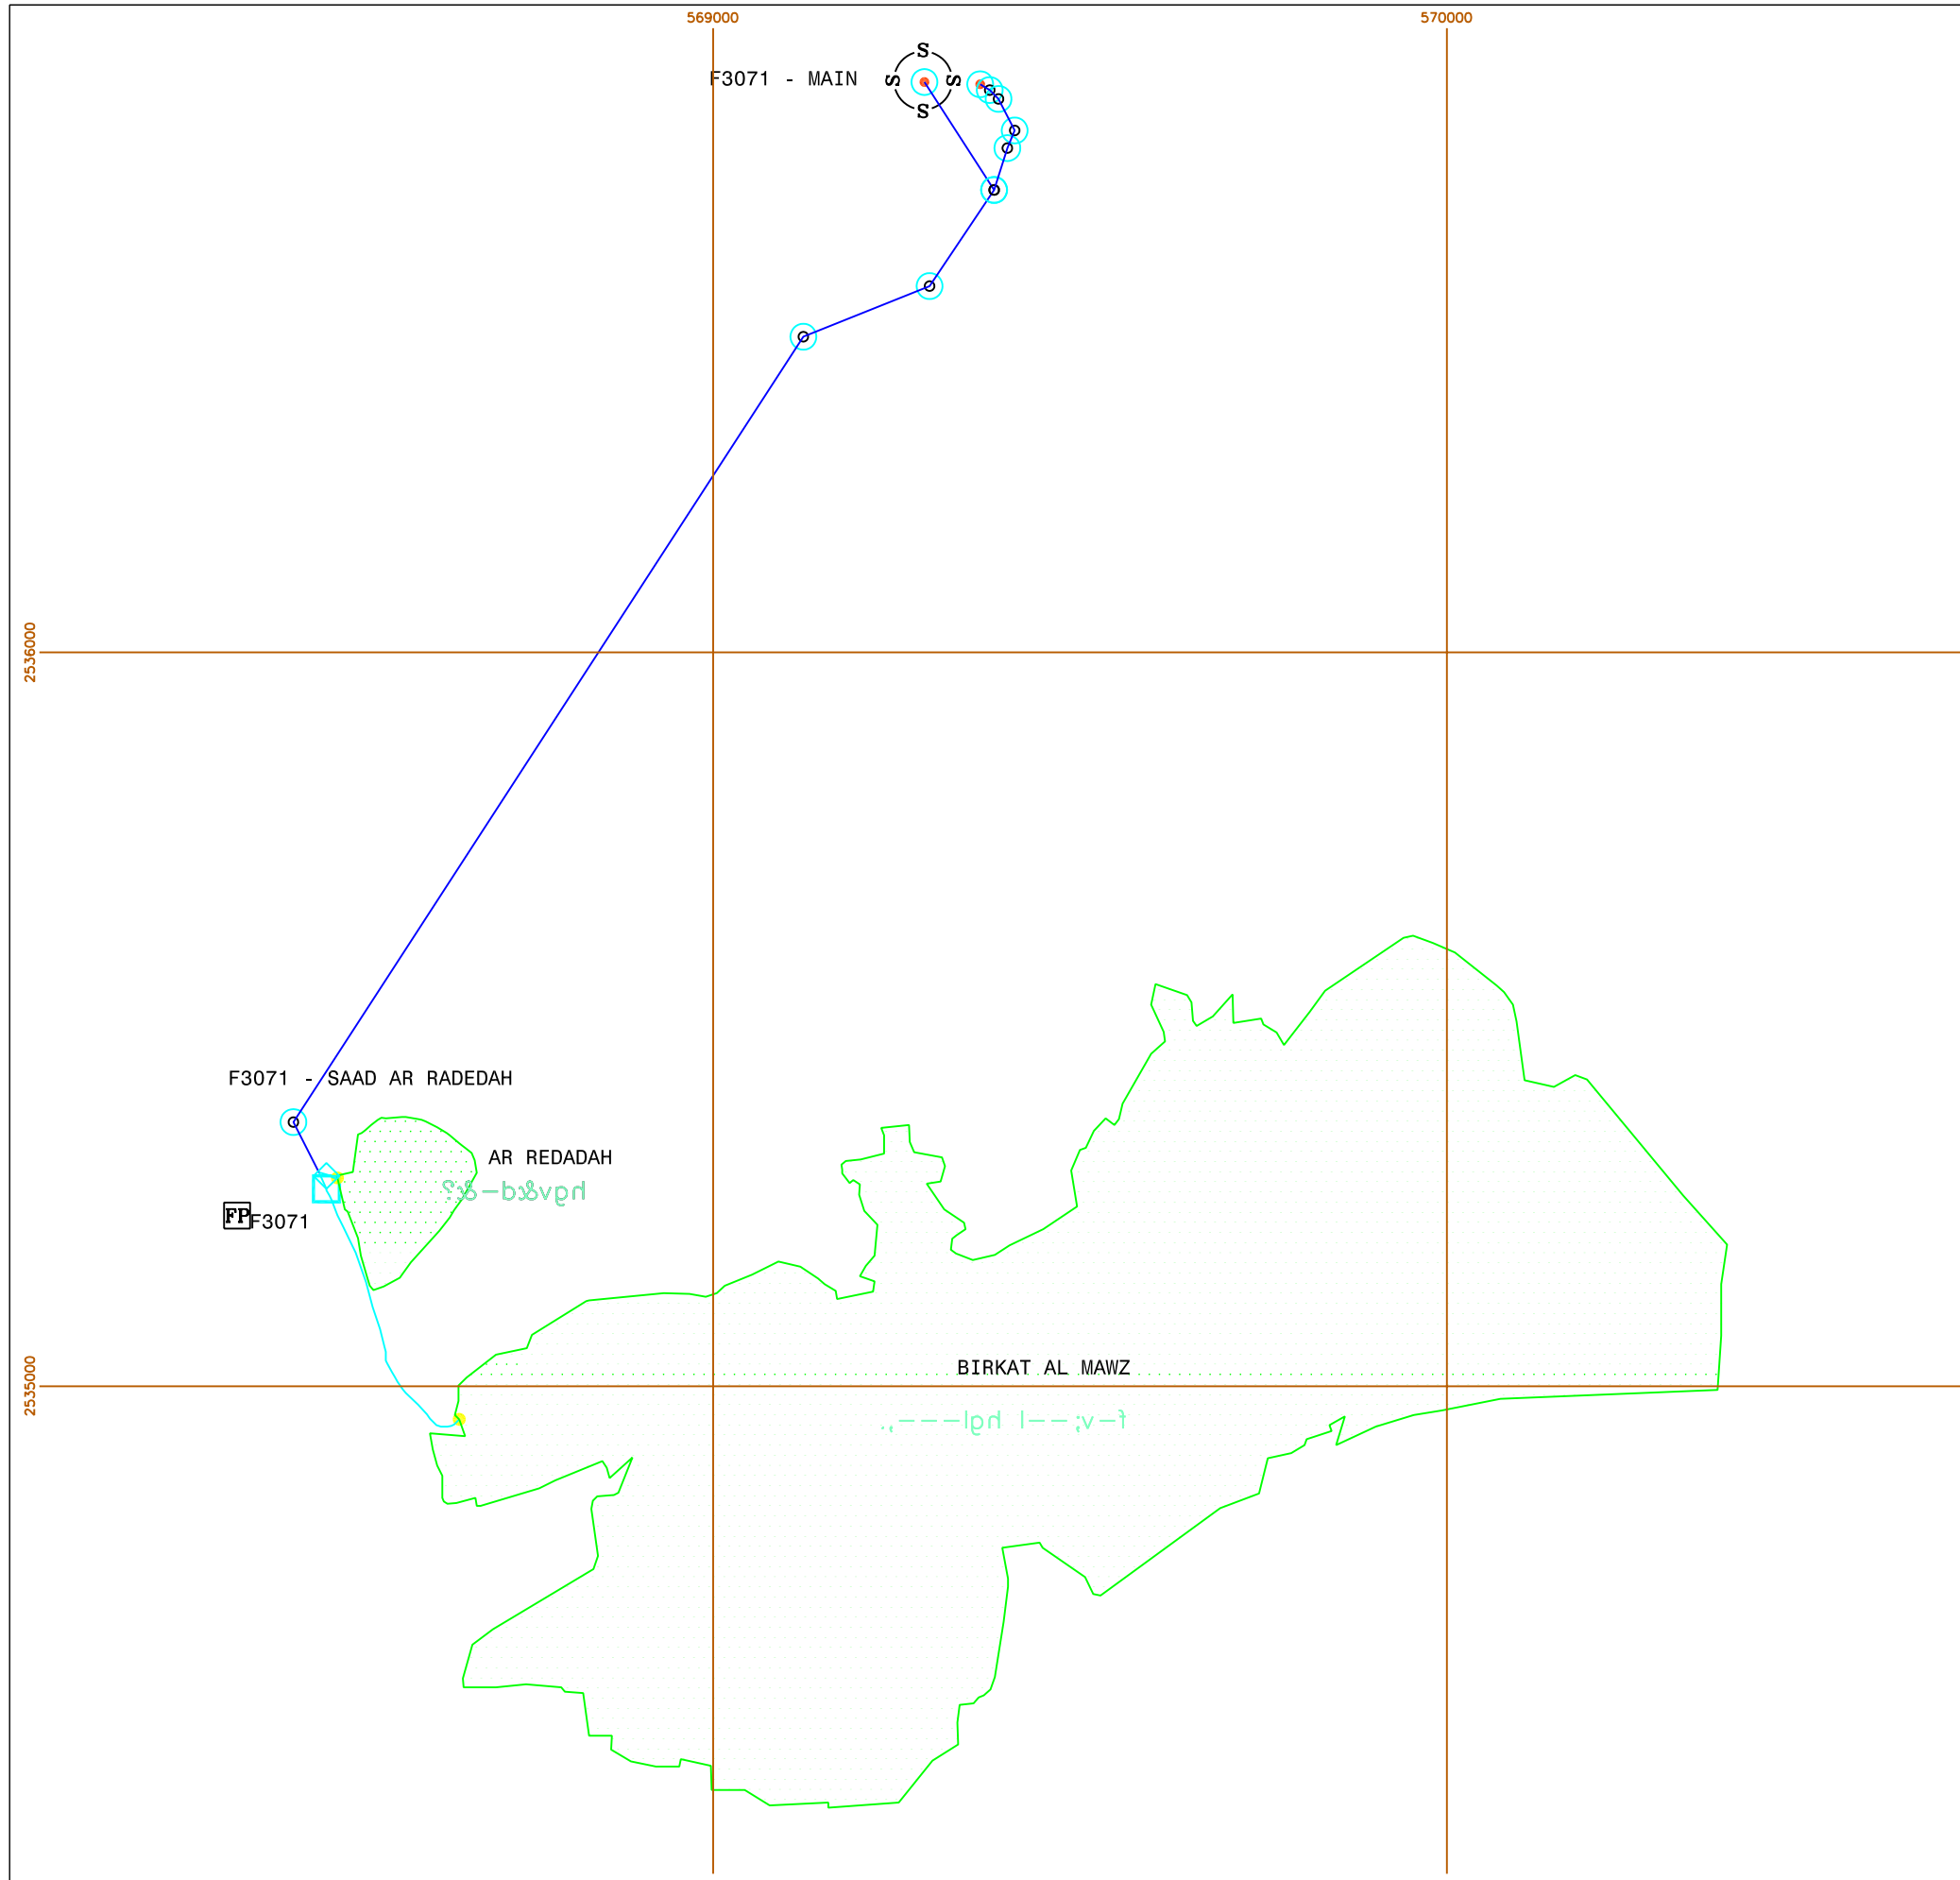 569000
570000
F3071 - MAIN
S
S
S
S
2536000
F3071 - SAAD AR RADEDAH
AR REDADAH
FP
F3071
2535000
BIRKAT AL MAWZ